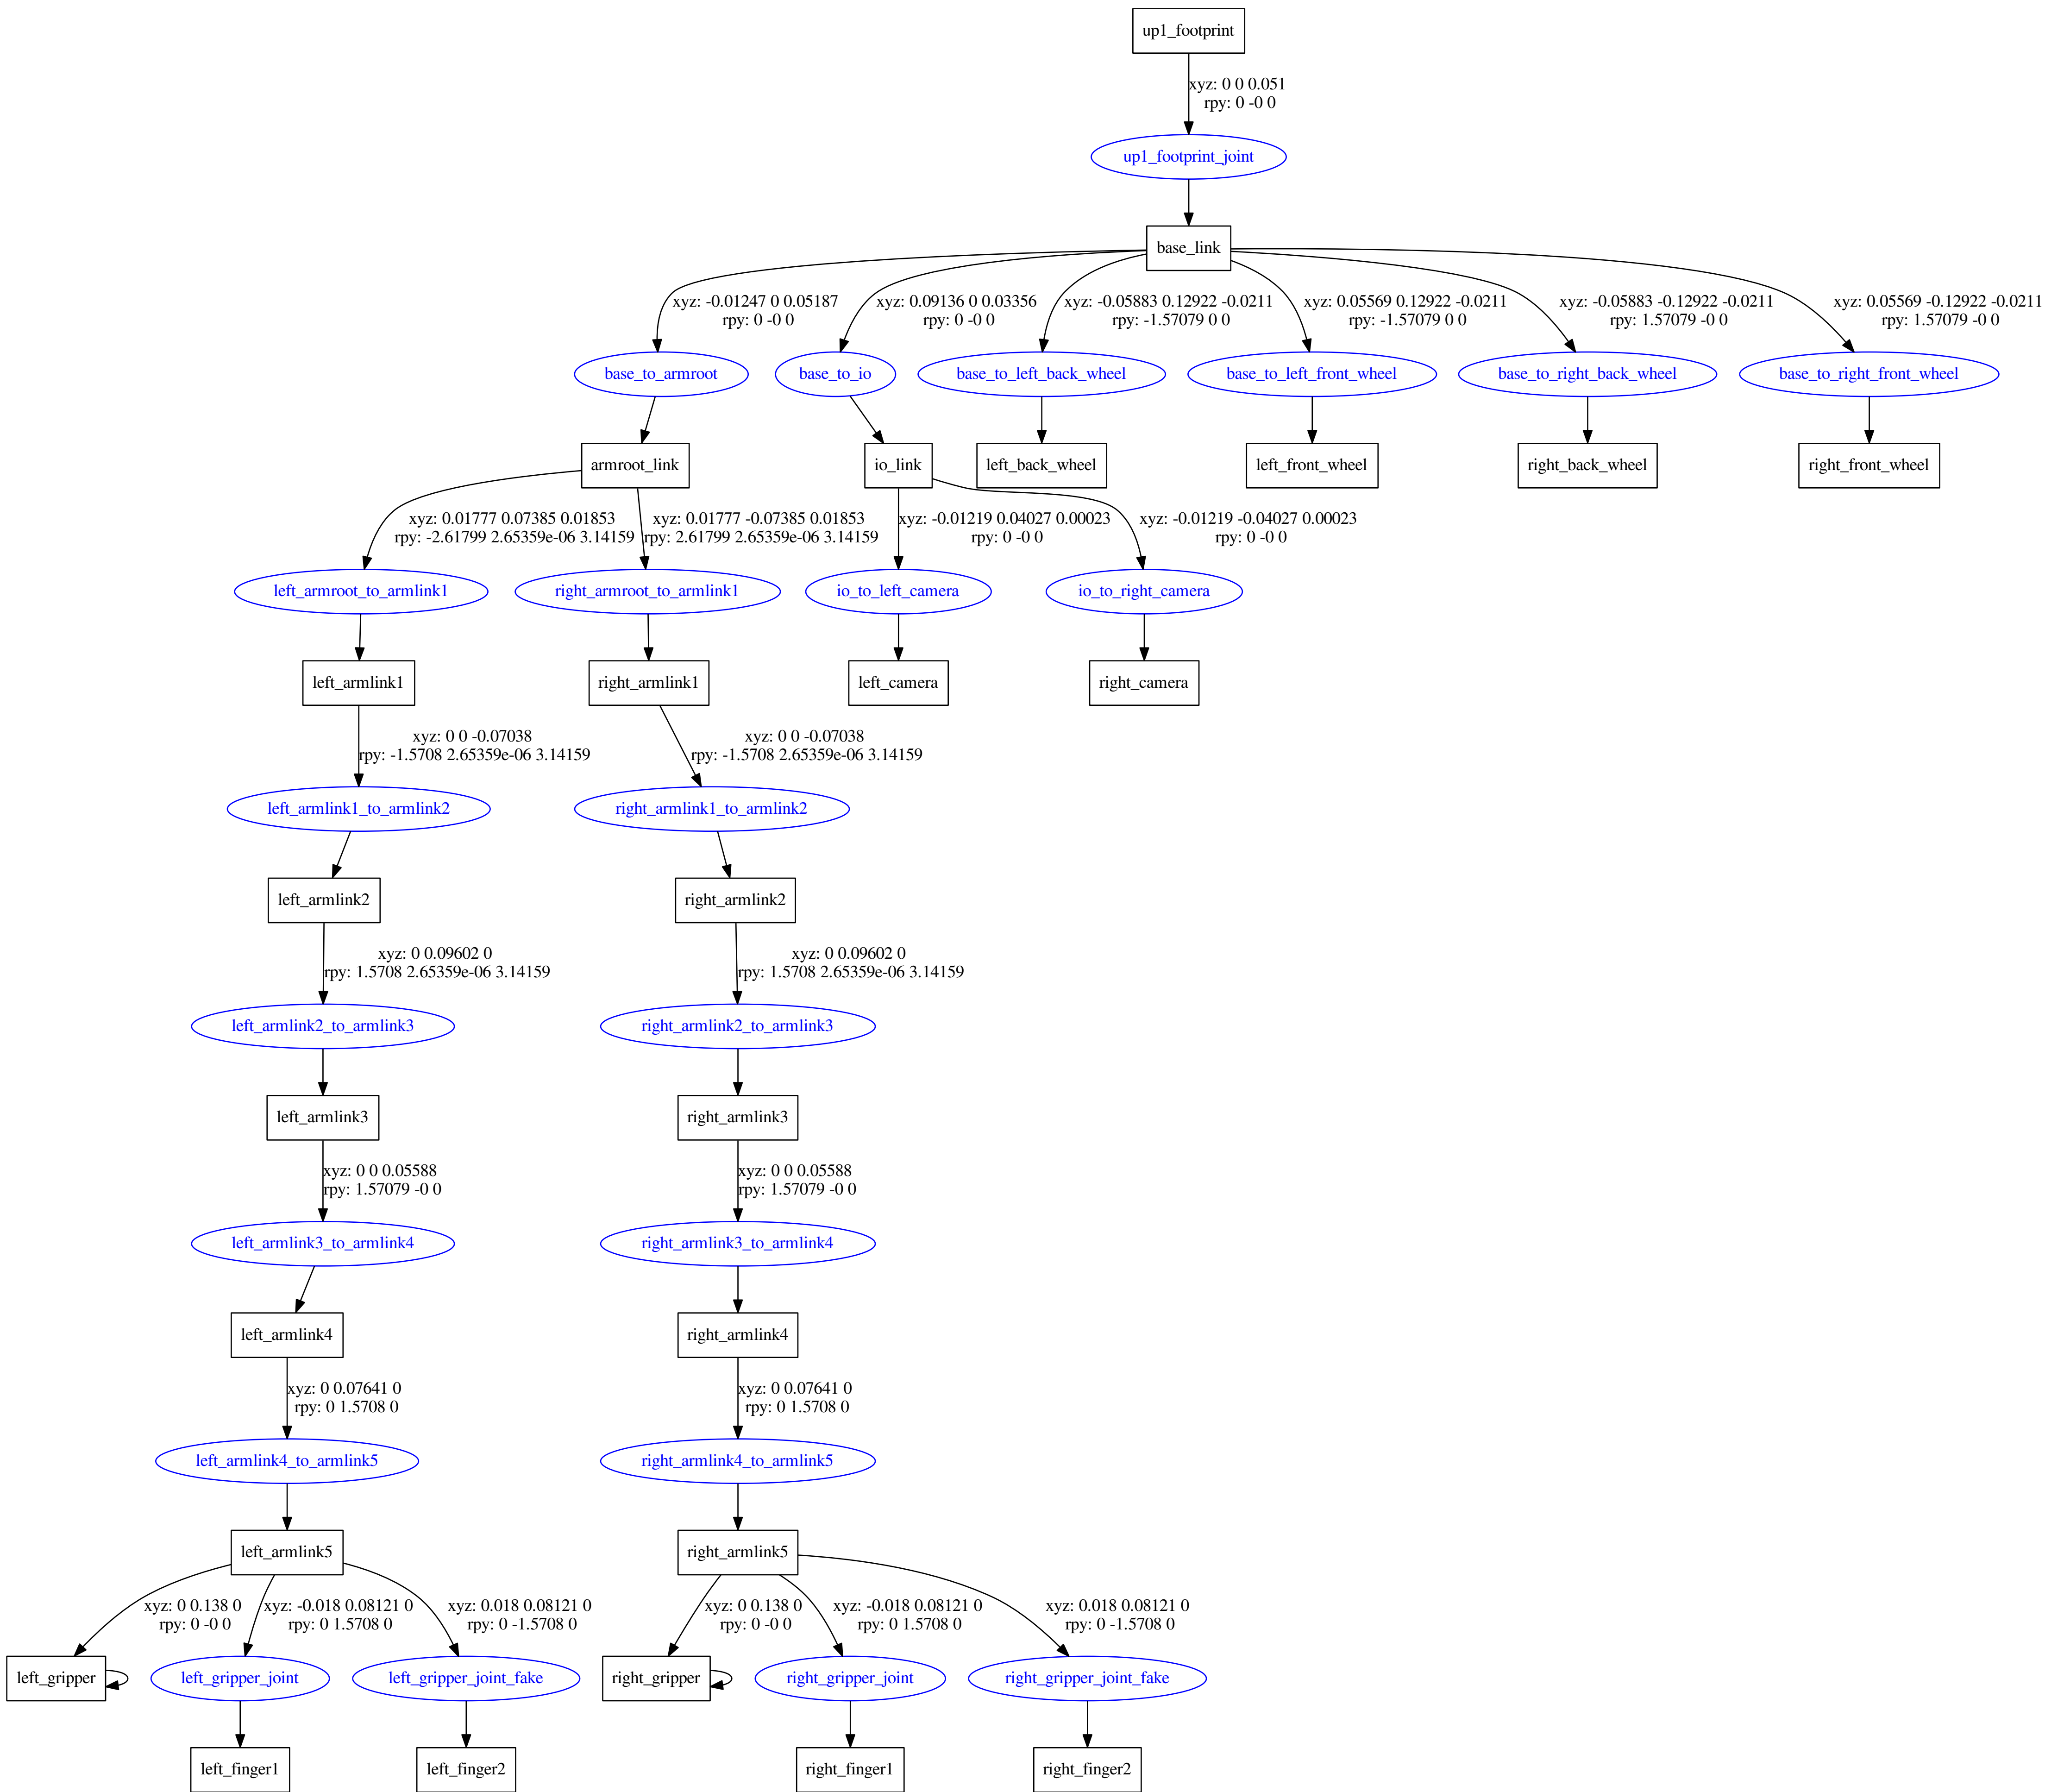 up1_footprint
xyz: 0 0 0.051
rpy: 0 -0 0
up1_footprint_joint
base_link
xyz: -0.01247 0 0.05187
rpy: 0 -0 0
xyz: 0.09136 0 0.03356
rpy: 0 -0 0
xyz: -0.05883 0.12922 -0.0211
rpy: -1.57079 0 0
xyz: 0.05569 0.12922 -0.0211
rpy: -1.57079 0 0
xyz: -0.05883 -0.12922 -0.0211
rpy: 1.57079 -0 0
xyz: 0.05569 -0.12922 -0.0211
rpy: 1.57079 -0 0
base_to_armroot
base_to_io
base_to_left_back_wheel
base_to_left_front_wheel
base_to_right_back_wheel
base_to_right_front_wheel
armroot_link
io_link
left_back_wheel
left_front_wheel
right_back_wheel
right_front_wheel
xyz: 0.01777 0.07385 0.01853
rpy: -2.61799 2.65359e-06 3.14159
xyz: 0.01777 -0.07385 0.01853
rpy: 2.61799 2.65359e-06 3.14159
xyz: -0.01219 0.04027 0.00023
rpy: 0 -0 0
xyz: -0.01219 -0.04027 0.00023
rpy: 0 -0 0
left_armroot_to_armlink1
right_armroot_to_armlink1
io_to_left_camera
io_to_right_camera
left_armlink1
right_armlink1
left_camera
right_camera
xyz: 0 0 -0.07038
rpy: -1.5708 2.65359e-06 3.14159
xyz: 0 0 -0.07038
rpy: -1.5708 2.65359e-06 3.14159
left_armlink1_to_armlink2
right_armlink1_to_armlink2
left_armlink2
right_armlink2
xyz: 0 0.09602 0
rpy: 1.5708 2.65359e-06 3.14159
xyz: 0 0.09602 0
rpy: 1.5708 2.65359e-06 3.14159
left_armlink2_to_armlink3
right_armlink2_to_armlink3
left_armlink3
right_armlink3
xyz: 0 0 0.05588
rpy: 1.57079 -0 0
xyz: 0 0 0.05588
rpy: 1.57079 -0 0
left_armlink3_to_armlink4
right_armlink3_to_armlink4
left_armlink4
right_armlink4
xyz: 0 0.07641 0
rpy: 0 1.5708 0
xyz: 0 0.07641 0
rpy: 0 1.5708 0
left_armlink4_to_armlink5
right_armlink4_to_armlink5
left_armlink5
right_armlink5
xyz: 0 0.138 0
rpy: 0 -0 0
xyz: -0.018 0.08121 0
rpy: 0 1.5708 0
xyz: 0.018 0.08121 0
rpy: 0 -1.5708 0
xyz: 0 0.138 0
rpy: 0 -0 0
xyz: -0.018 0.08121 0
rpy: 0 1.5708 0
xyz: 0.018 0.08121 0
rpy: 0 -1.5708 0
left_gripper
left_gripper_joint
left_gripper_joint_fake
right_gripper
right_gripper_joint
right_gripper_joint_fake
left_finger1
left_finger2
right_finger1
right_finger2